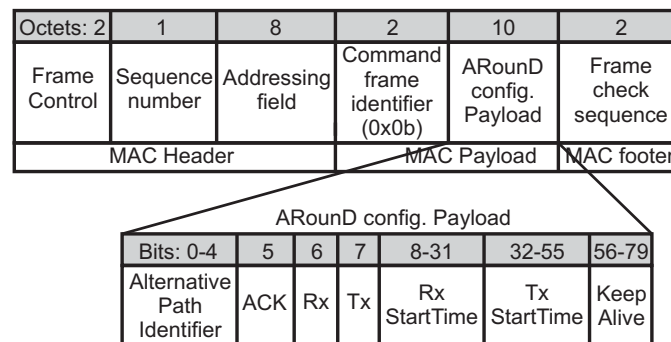 Octets: 2 1 8 2 10 2
Frame Control Sequence number Addressing field Command frame identifier (0x0b) ARounD config. Payload Frame check sequence
MAC Header MAC Payload MAC footer
ARounD config. Payload
Bits: 0-4 5 6 7 8-31 32-55 56-79
Alternative Path Identifier ACK Rx Tx Rx StartTime Tx StartTime Keep Alive